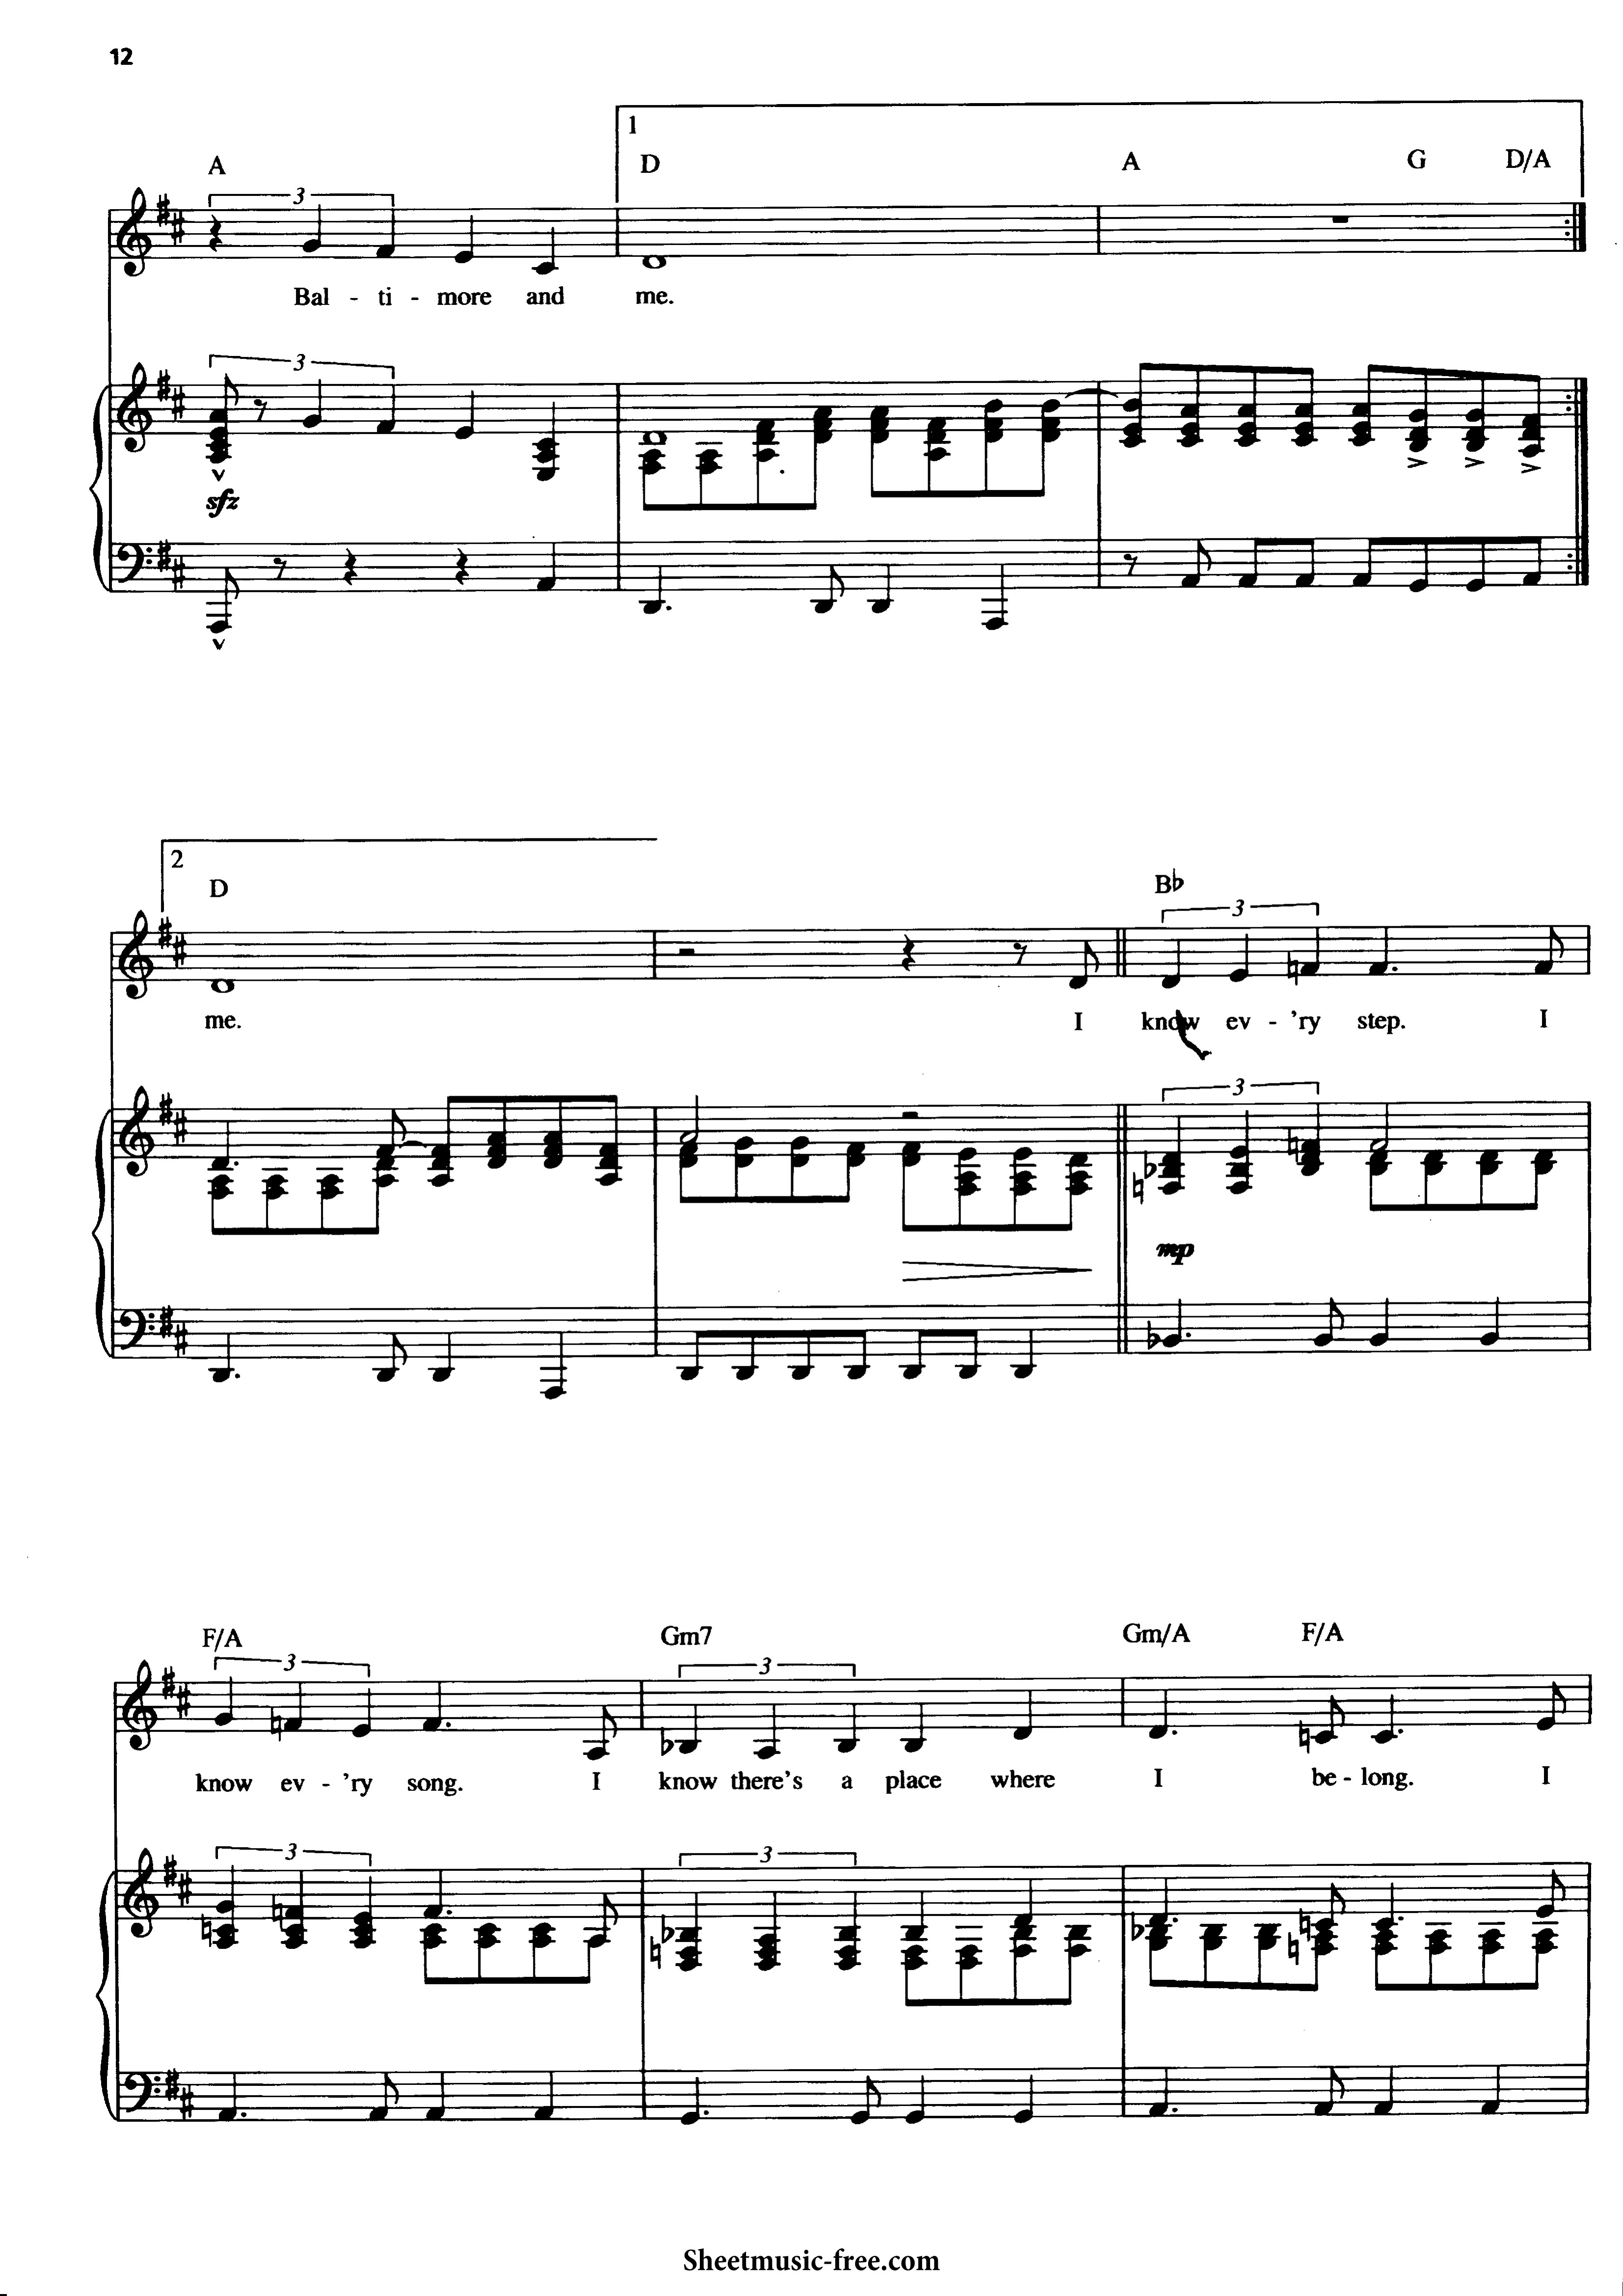 12
1
A D A G D/A
3
Bal - ti - more and me.
3
sfz
2
D B♭
3
me. I know ev - 'ry step. I
3
mp
F/A Gm7 Gm/A F/A
3 3
know ev - 'ry song. I know there's a place where I be - long. I
3 3
Sheetmusic-free.com